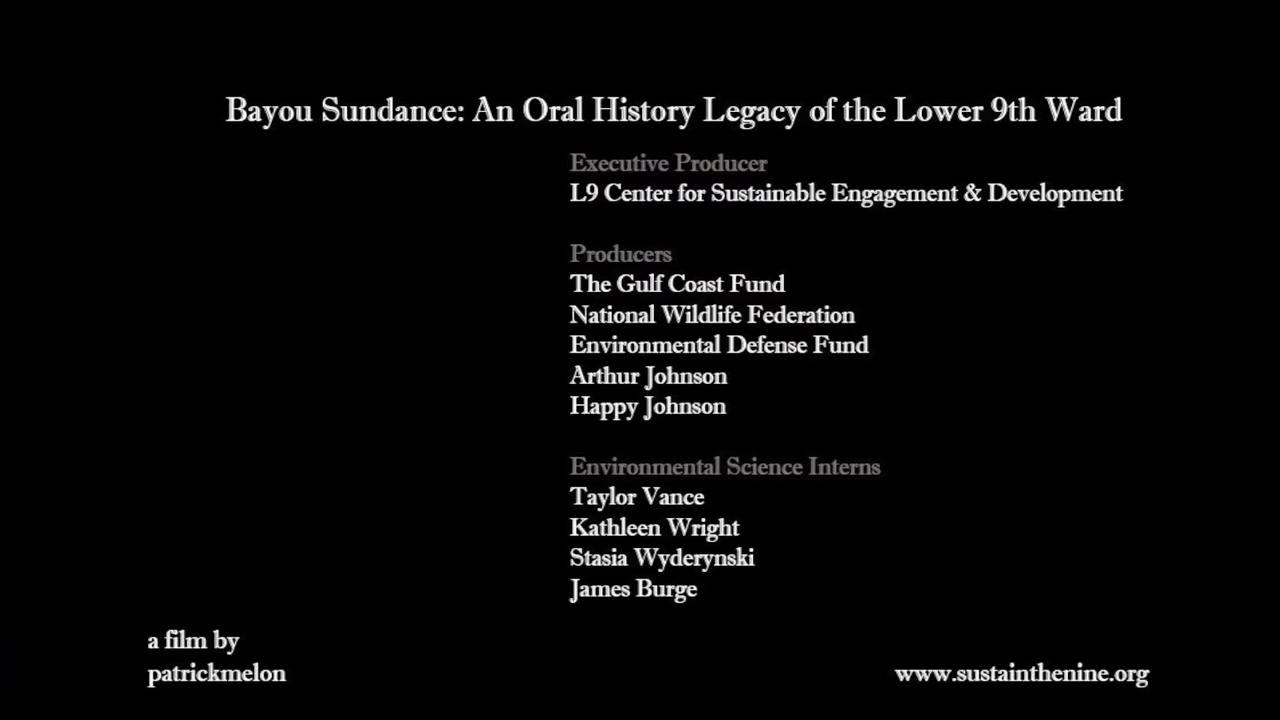 Bayou Sundance: An Oral History Legacy of the Lower 9th Ward
Executive Producer
L9 Center for Sustainable Engagement & Development
Producers
The Gulf Coast Fund
National Wildlife Federation
Environmental Defense Fund
Arthur Johnson
Happy Johnson
Environmental Science Interns
Taylor Vance
Kathleen Wright
Stasia Wyderynski
James Burge
a film by
patrickmelon
www.sustainthenine.org